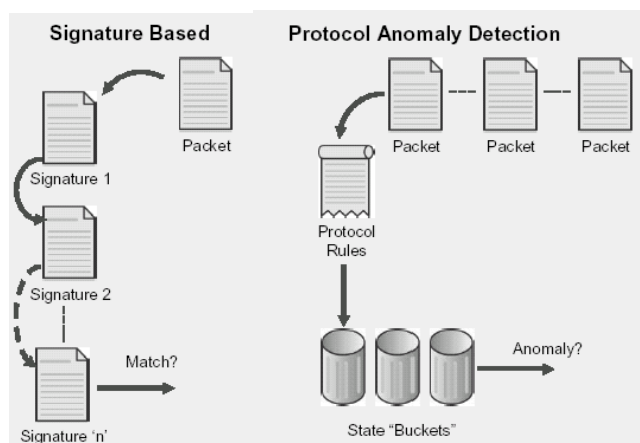 Signature Based
Packet
Signature 1
Signature 2
Match?
Signature 'n'
Protocol Anomaly Detection
Packet
Packet
Packet
Protocol
Rules
Anomaly?
State "Buckets"